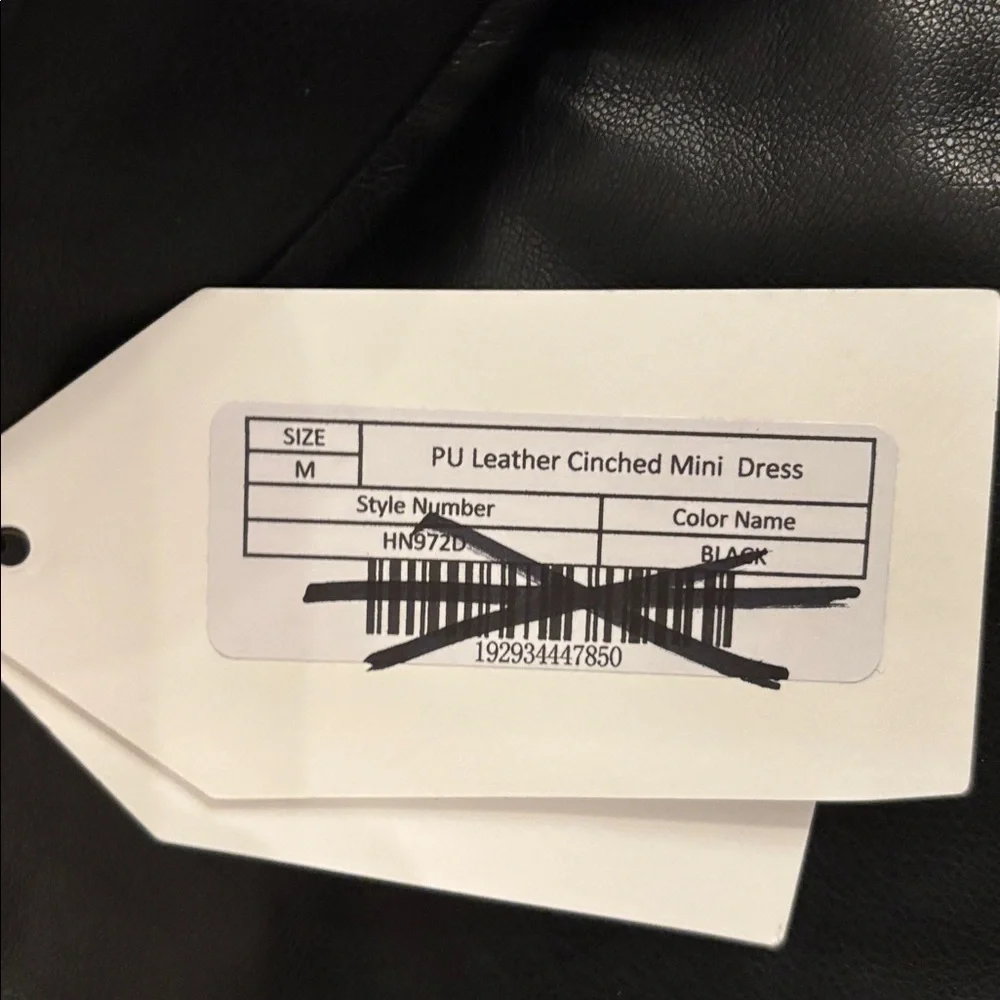 SIZE
M
PU Leather Cinched Mini Dress
Style Number
Color Name
HN972D
BLACK
192934447850